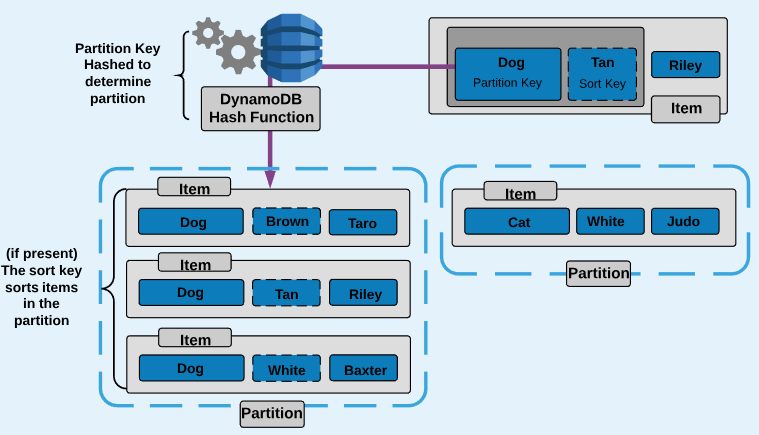 Partition Key
Hashed to
determine
partition
DynamoDB
Hash Function
Dog
Partition Key
Tan
Sort Key
Riley
Item
Item
Dog
Brown
Taro
Item
Dog
Tan
Riley
Item
Dog
White
Baxter
Partition
(if present)
The sort key
sorts items
in the
partition
Item
Cat
White
Judo
Partition